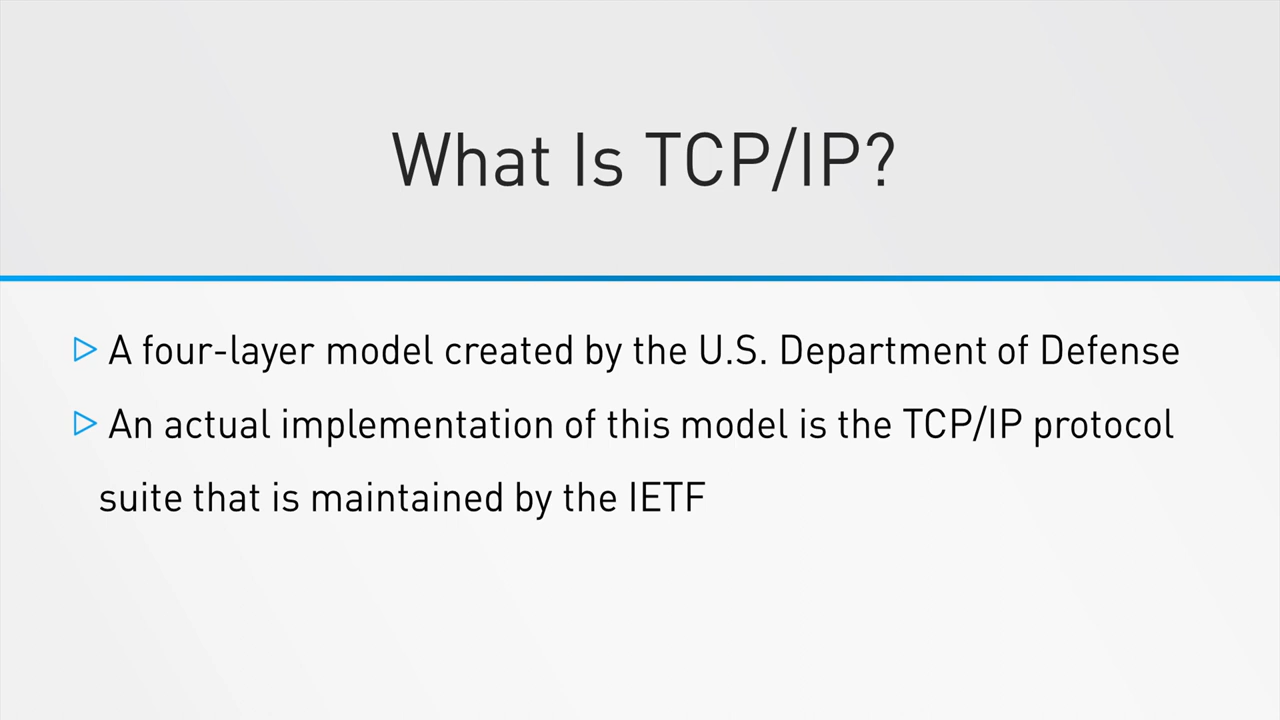 What Is TCP/IP?
A four-layer model created by the U.S. Department of Defense
An actual implementation of this model is the TCP/IP protocol
suite that is maintained by the IETF